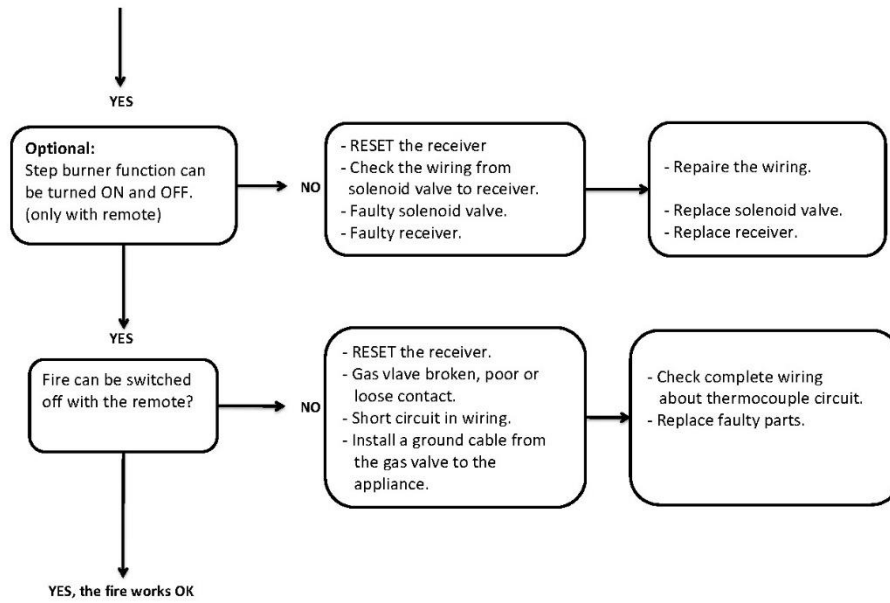 YES
Optional:
Step burner function can
be turned ON and OFF.
(only with remote)
NO
- RESET the receiver
- Check the wiring from
solenoid valve to receiver.
- Faulty solenoid valve.
- Faulty receiver.
- Repaire the wiring.
- Replace solenoid valve.
- Replace receiver.
YES
Fire can be switched
off with the remote?
NO
- RESET the receiver.
- Gas vlave broken, poor or
loose contact.
- Short circuit in wiring.
- Install a ground cable from
the gas valve to the
appliance.
- Check complete wiring
about thermocouple circuit.
- Replace faulty parts.
YES, the fire works OK